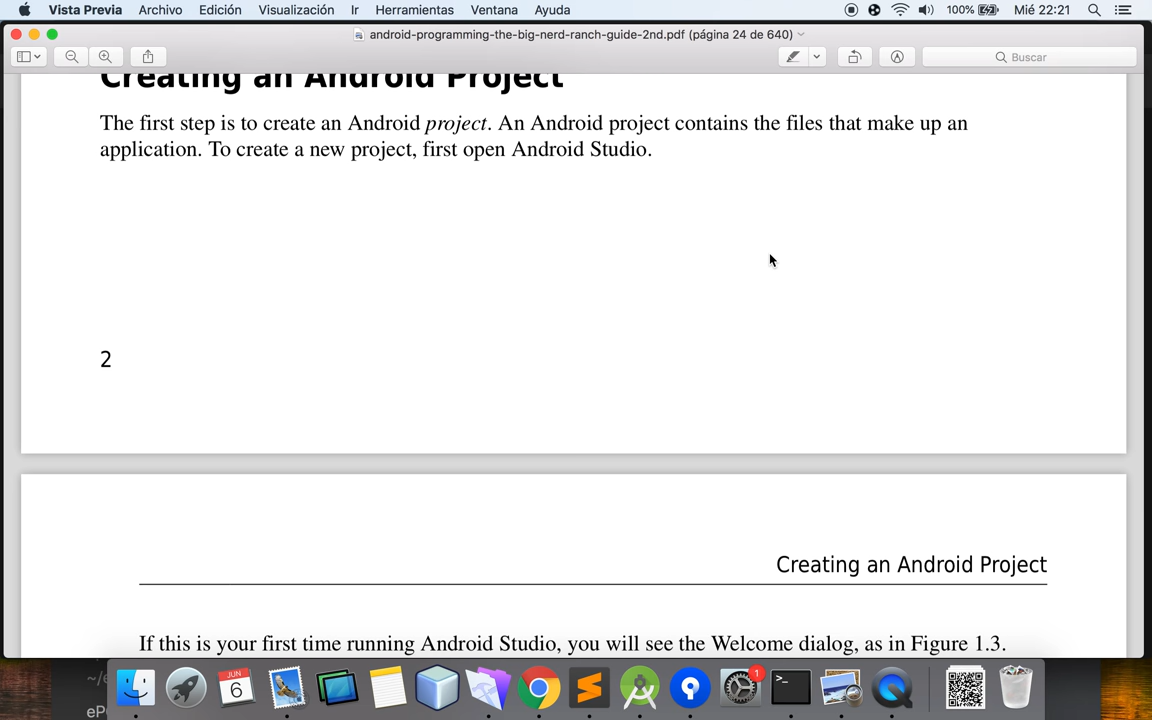 Vista Previa Archivo Edición Visualización Ir Herramientas Ventana Ayuda 100% Mié 22:21
android-programming-the-big-nerd-ranch-guide-2nd.pdf (página 24 de 640)
Buscar
Creating an Android Project
The first step is to create an Android project. An Android project contains the files that make up an
application. To create a new project, first open Android Studio.
2
Creating an Android Project
If this is your first time running Android Studio, you will see the Welcome dialog, as in Figure 1.3.
JUN
6
1
>_